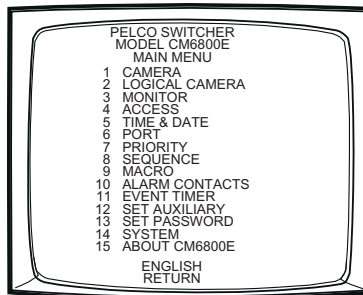 PELCO SWITCHER
MODEL CM6800E
MAIN MENU
1 CAMERA
2 LOGICAL CAMERA
3 MONITOR
4 ACCESS
5 TIME & DATE
6 PORT
7 PRIORITY
8 SEQUENCE
9 MACRO
10 ALARM CONTACTS
11 EVENT TIMER
12 SET AUXILIARY
13 SET PASSWORD
14 SYSTEM
15 ABOUT CM6800E
ENGLISH
RETURN